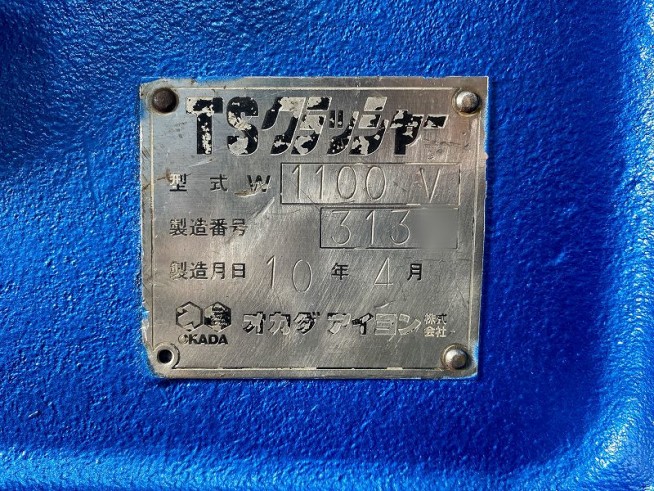 TSクラッシャー
型式 W 1100 V
製造番号 313
製造月日 10 年 4 月
OKADA オカダ アイヨン 株式会社